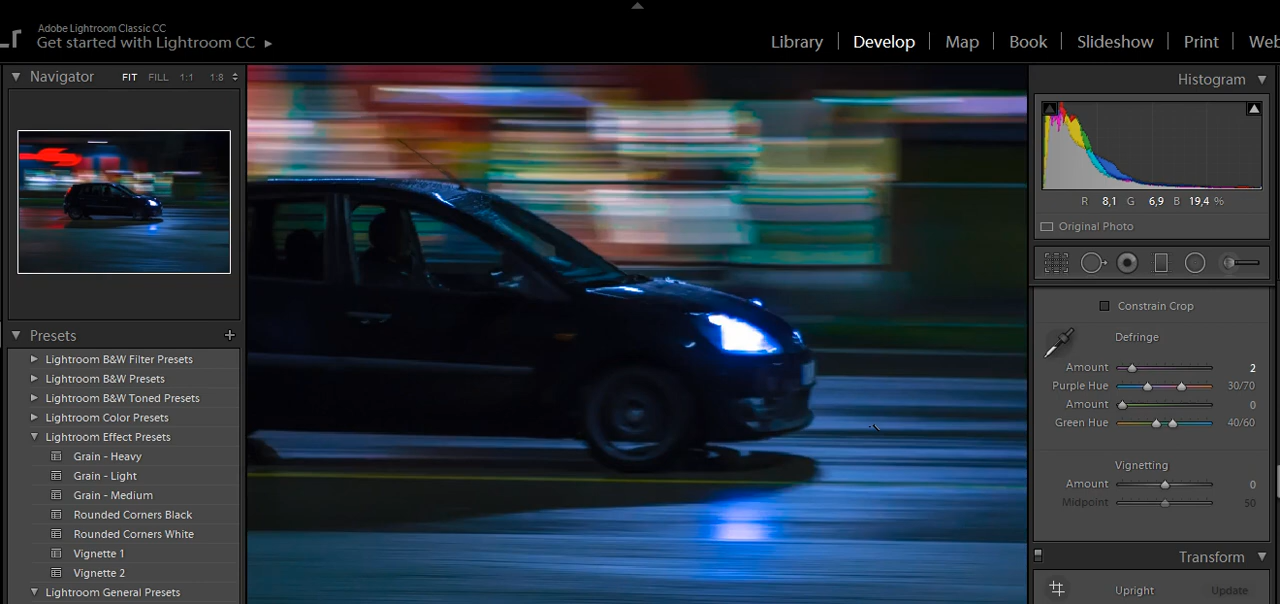 Adobe Lightroom Classic CC
Get started with Lightroom CC
Library Develop Map Book Slideshow Print Web
Navigator FIT FILL 1:1 1:8
Presets
Lightroom B&W Filter Presets
Lightroom B&W Presets
Lightroom B&W Toned Presets
Lightroom Color Presets
Lightroom Effect Presets
Grain - Heavy
Grain - Light
Grain - Medium
Rounded Corners Black
Rounded Corners White
Vignette 1
Vignette 2
Lightroom General Presets
Histogram
R 8,1 G 6,9 B 19,4 %
Original Photo
Constrain Crop
Defringe
Amount 2
Purple Hue 30/70
Amount 0
Green Hue 40/60
Vignetting
Amount 0
Midpoint 50
Transform
Upright Update